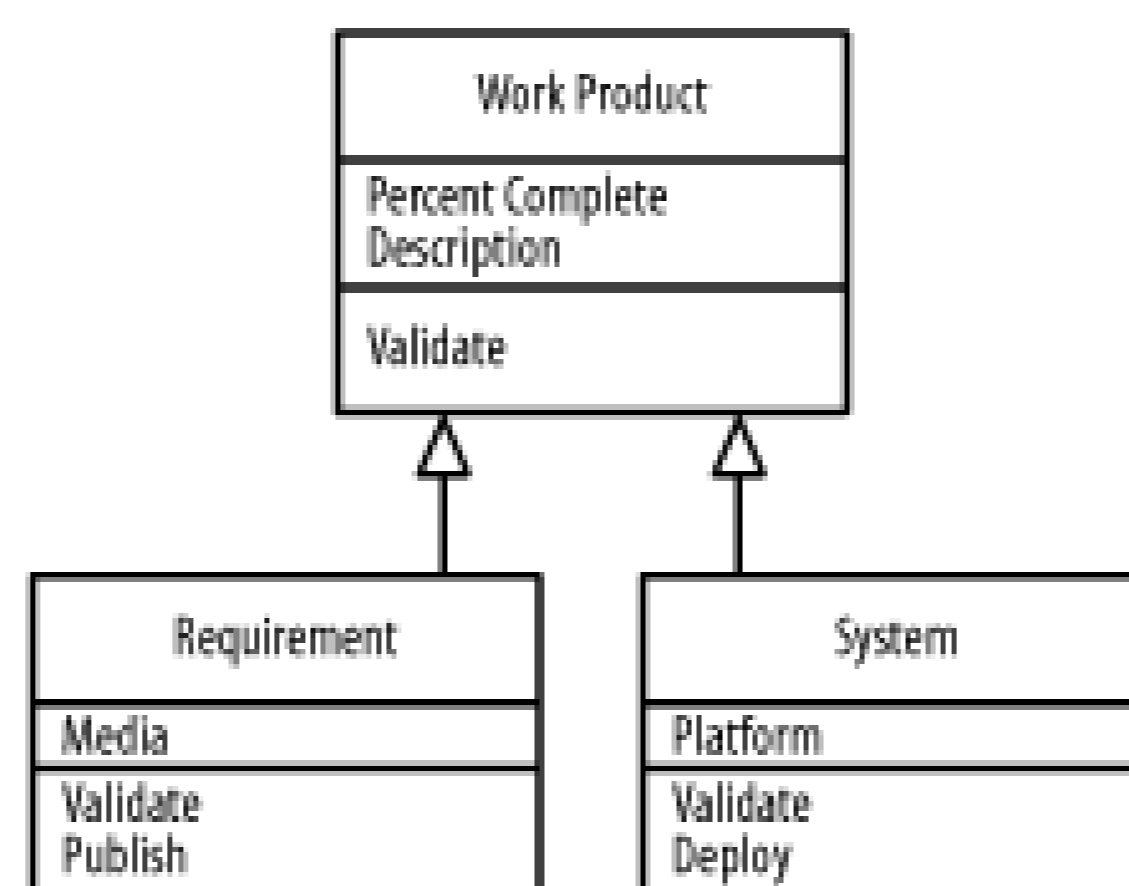 Work Product
Percent Complete
Description
Validate
Requirement
Media
Validate
Publish
System
Platform
Validate
Deploy